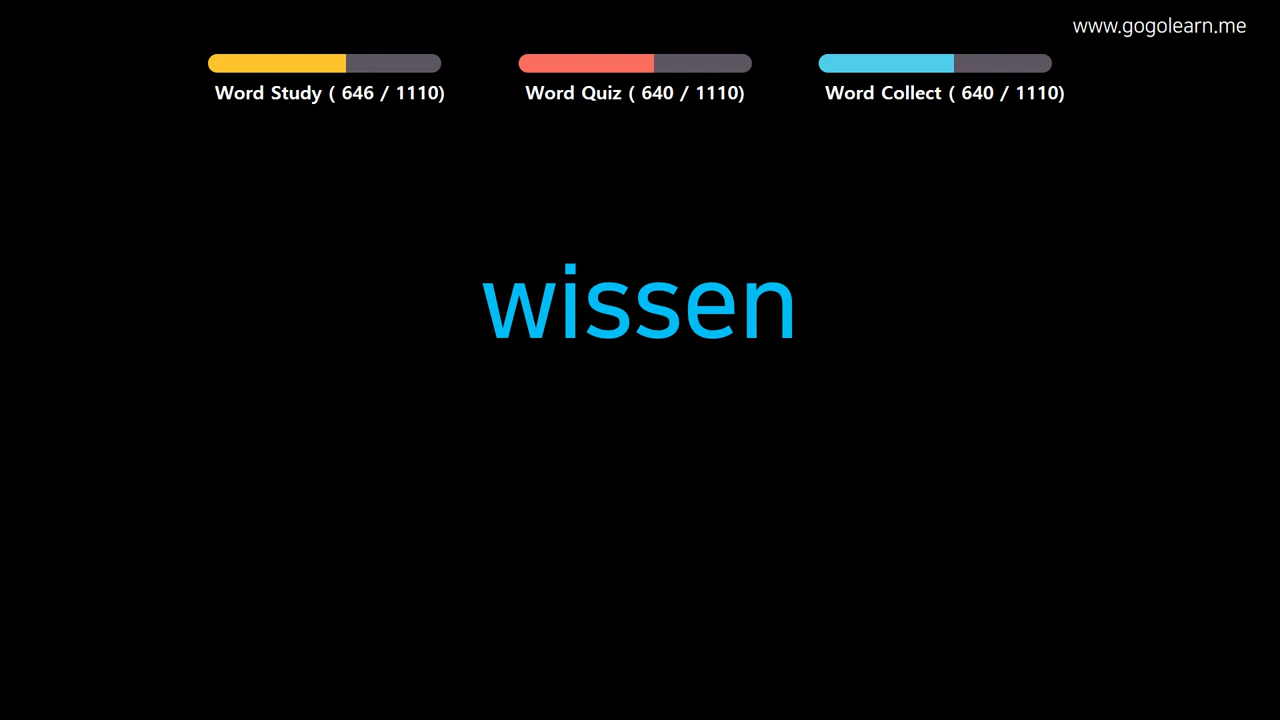 www.gogolearn.me
Word Study ( 646 / 1110)
Word Quiz ( 640 / 1110)
Word Collect ( 640 / 1110)
wissen